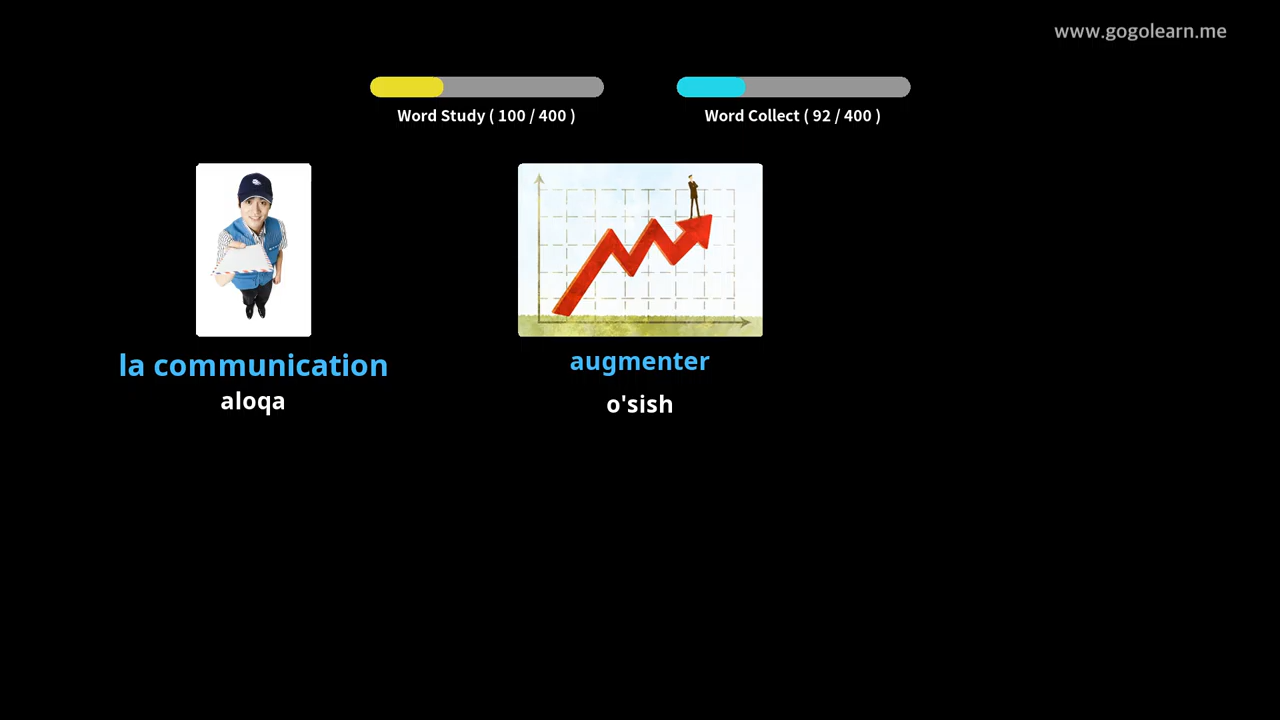 www.gogolearn.me
Word Study ( 100 / 400 )
Word Collect ( 92 / 400 )
la communication
aloqa
augmenter
o'sish